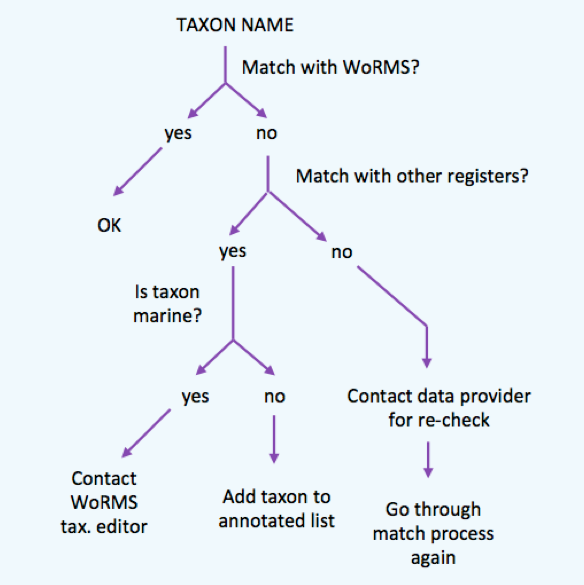 TAXON NAME
Match with WoRMS?
yes
no
Match with other registers?
OK
yes
no
Is taxon
marine?
yes
no
Contact data provider
for re-check
Contact
WoRMS
tax. editor
Add taxon to
annotated list
Go through
match process
again